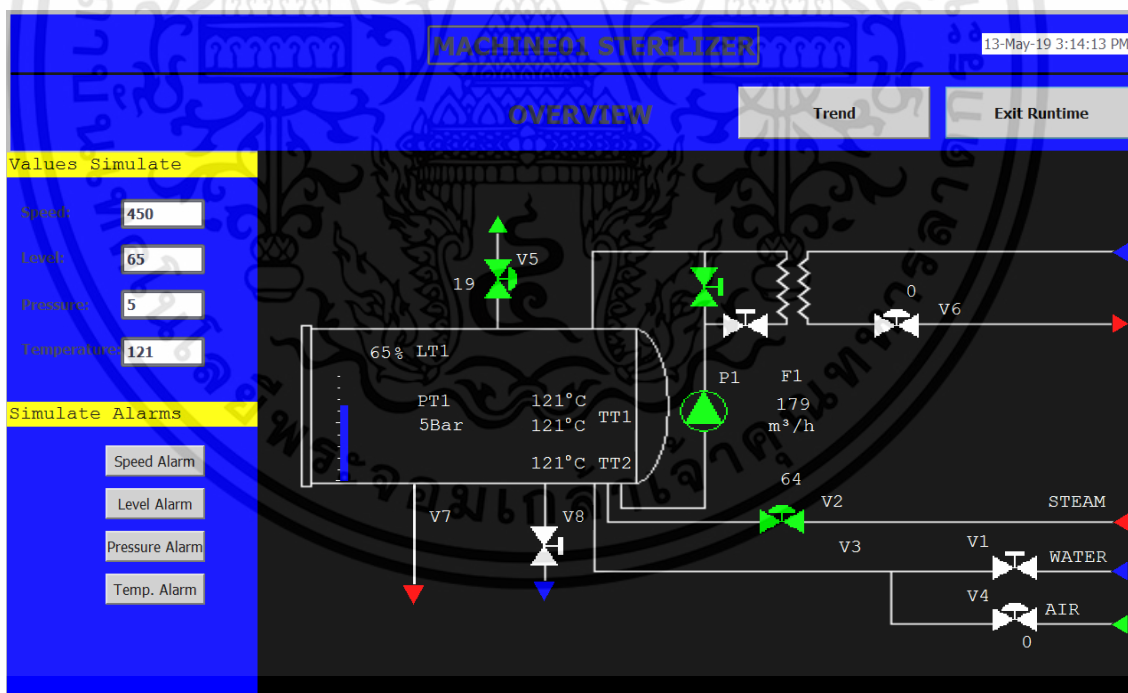 MACHINE01 STERILIZER
13-May-19 3:14:13 PM
OVERVIEW
Trend
Exit Runtime
Values Simulate
Speed: 450
Level: 65
Pressure: 5
Temperature: 121
Simulate Alarms
Speed Alarm
Level Alarm
Pressure Alarm
Temp. Alarm
V5
19
0
V6
65% LT1
PT1
5Bar
121°C
121°C
TT1
121°C TT2
P1
F1
179
m³/h
64
V2
STEAM
V7
V8
V3
V1
WATER
V4
AIR
0